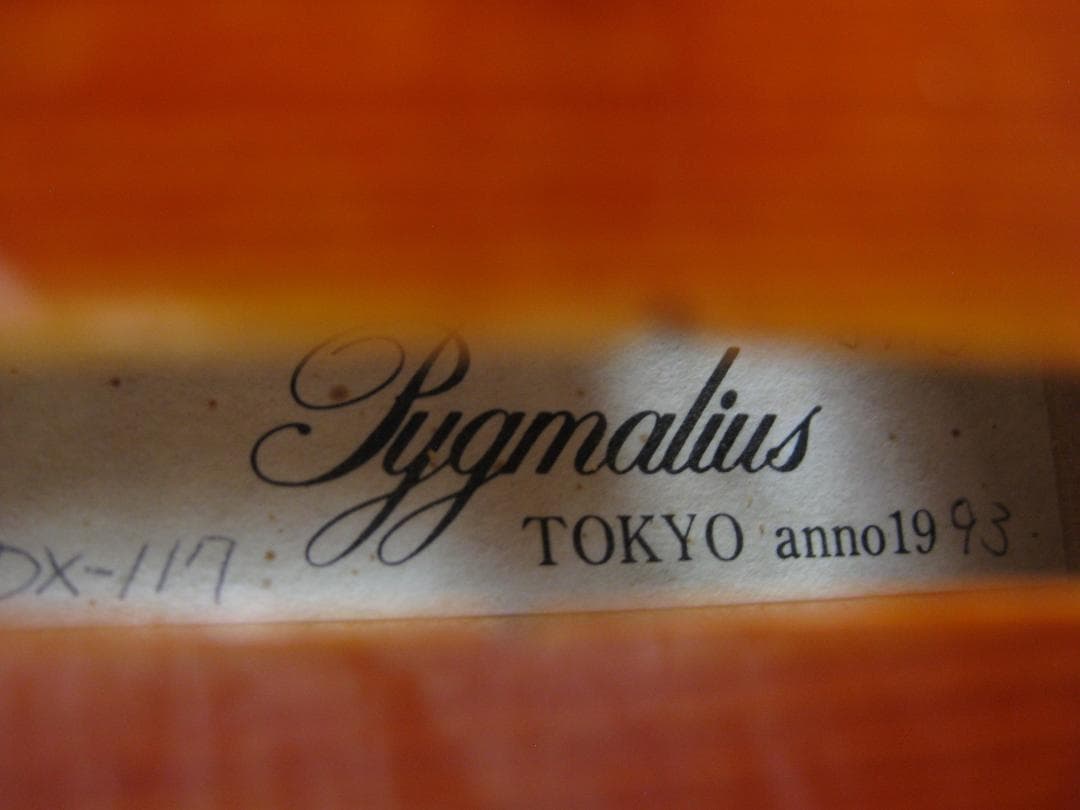 Pygmalius
TOKYO anno1993
DX-117